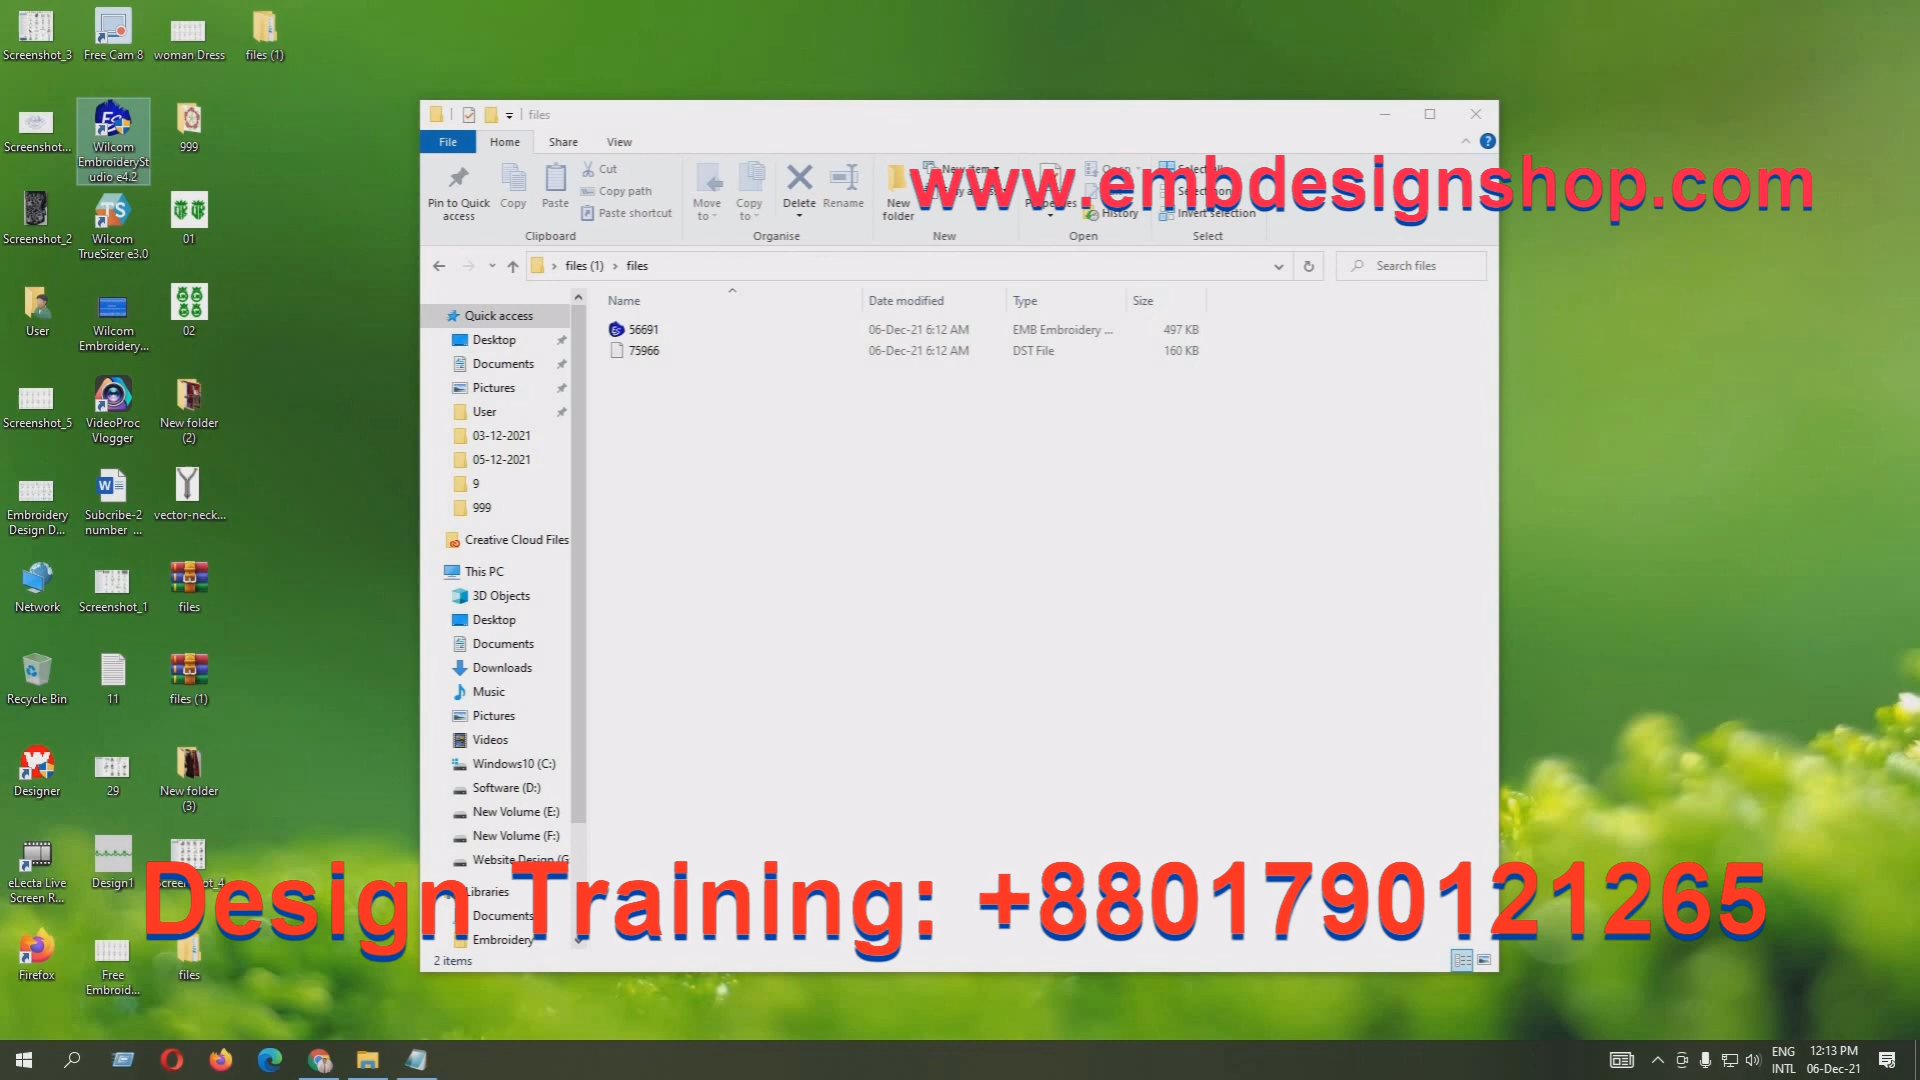 Screenshot_3
Free Cam 8
woman Dress
files (1)
Screenshot...
Wilcom
EmbroiderySt
udio e4.2
999
Screenshot_2
Wilcom
TrueSizer e3.0
01
User
Wilcom
Embroidery...
02
Screenshot_5
VideoProc
Vlogger
New folder
(2)
Embroidery
Design D...
Subcribe-2
number ...
vector-neck...
Network
Screenshot_1
files
Recycle Bin
11
files (1)
Designer
29
New folder
(3)
eLecta Live
Screen R...
Design1
Firefox
Free
Embroid...
files
files
File
Home
Share
View
Pin to Quick
access
Copy
Paste
Cut
Copy path
Paste shortcut
Clipboard
Move
to
Copy
to
Delete
Rename
Organise
New
folder
New item
New
Open
History
Open
Invert selection
Select
www.embdesignshop.com
files (1) > files
Search files
Name
Date modified
Type
Size
56691
06-Dec-21 6:12 AM
EMB Embroidery ...
497 KB
75966
06-Dec-21 6:12 AM
DST File
160 KB
Quick access
Desktop
Documents
Pictures
User
03-12-2021
05-12-2021
9
999
Creative Cloud Files
This PC
3D Objects
Desktop
Documents
Downloads
Music
Pictures
Videos
Windows10 (C:)
Software (D:)
New Volume (E:)
New Volume (F:)
Website Design (G
Libraries
Documents
Embroidery
2 items
Design Training: +8801790121265
ENG
INTL
12:13 PM
06-Dec-21